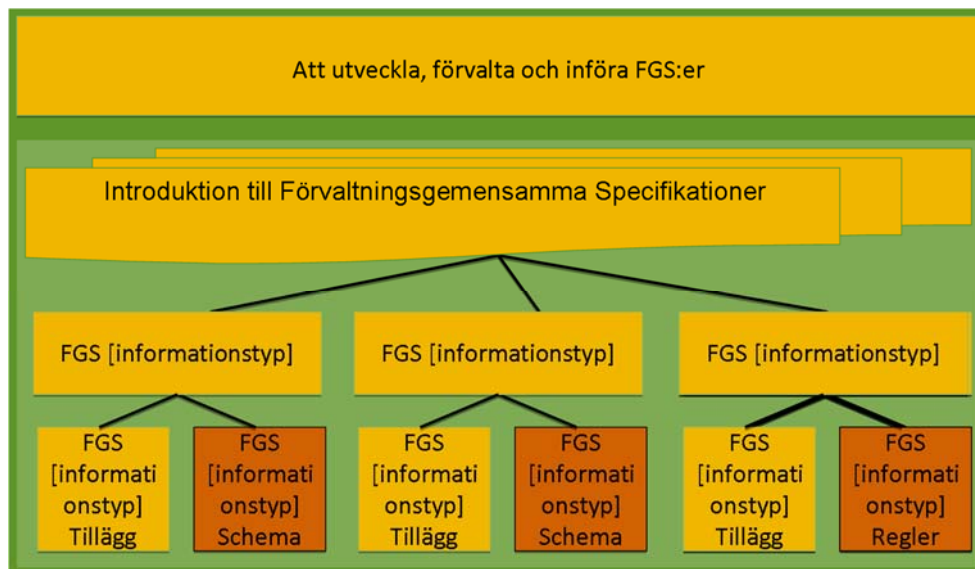 Att utveckla, förvalta och införa FGS:er
Introduktion till Förvaltningsgemensamma Specifikationer
FGS [informationstyp]
FGS [informationstyp]
FGS [informationstyp]
FGS
[informati
onstyp]
Tillägg
FGS
[informati
onstyp]
Schema
FGS
[informati
onstyp]
Tillägg
FGS
[informati
onstyp]
Schema
FGS
[informati
onstyp]
Tillägg
FGS
[informati
onstyp]
Regler